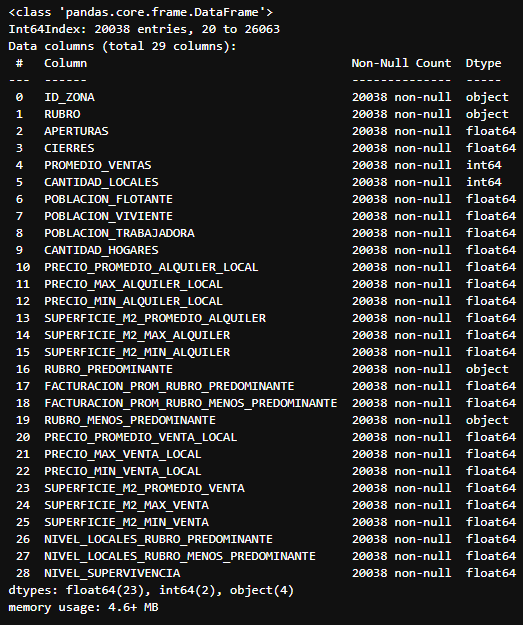 <class 'pandas.core.frame.DataFrame'>
Int64Index: 20038 entries, 20 to 26063
Data columns (total 29 columns):
 #   Column                                 Non-Null Count  Dtype
---  ------                                 --------------  -----
 0   ID_ZONA                                20038 non-null  object
 1   RUBRO                                  20038 non-null  object
 2   APERTURAS                              20038 non-null  float64
 3   CIERRES                                20038 non-null  float64
 4   PROMEDIO_VENTAS                        20038 non-null  int64
 5   CANTIDAD_LOCALES                       20038 non-null  int64
 6   POBLACION_FLOTANTE                     20038 non-null  float64
 7   POBLACION_VIVIENTE                     20038 non-null  float64
 8   POBLACION_TRABAJADORA                  20038 non-null  float64
 9   CANTIDAD_HOGARES                       20038 non-null  float64
 10  PRECIO_PROMEDIO_ALQUILER_LOCAL         20038 non-null  float64
 11  PRECIO_MAX_ALQUILER_LOCAL              20038 non-null  float64
 12  PRECIO_MIN_ALQUILER_LOCAL              20038 non-null  float64
 13  SUPERFICIE_M2_PROMEDIO_ALQUILER        20038 non-null  float64
 14  SUPERFICIE_M2_MAX_ALQUILER             20038 non-null  float64
 15  SUPERFICIE_M2_MIN_ALQUILER             20038 non-null  float64
 16  RUBRO_PREDOMINANTE                     20038 non-null  object
 17  FACTURACION_PROM_RUBRO_PREDOMINANTE    20038 non-null  float64
 18  FACTURACION_PROM_RUBRO_MENOS_PREDOMINANTE  20038 non-null  float64
 19  RUBRO_MENOS_PREDOMINANTE               20038 non-null  object
 20  PRECIO_PROMEDIO_VENTA_LOCAL            20038 non-null  float64
 21  PRECIO_MAX_VENTA_LOCAL                 20038 non-null  float64
 22  PRECIO_MIN_VENTA_LOCAL                 20038 non-null  float64
 23  SUPERFICIE_M2_PROMEDIO_VENTA           20038 non-null  float64
 24  SUPERFICIE_M2_MAX_VENTA                20038 non-null  float64
 25  SUPERFICIE_M2_MIN_VENTA                20038 non-null  float64
 26  NIVEL_LOCALES_RUBRO_PREDOMINANTE       20038 non-null  float64
 27  NIVEL_LOCALES_RUBRO_MENOS_PREDOMINANTE  20038 non-null  float64
 28  NIVEL_SUPERVIVENCIA                    20038 non-null  float64
dtypes: float64(23), int64(2), object(4)
memory usage: 4.6+ MB